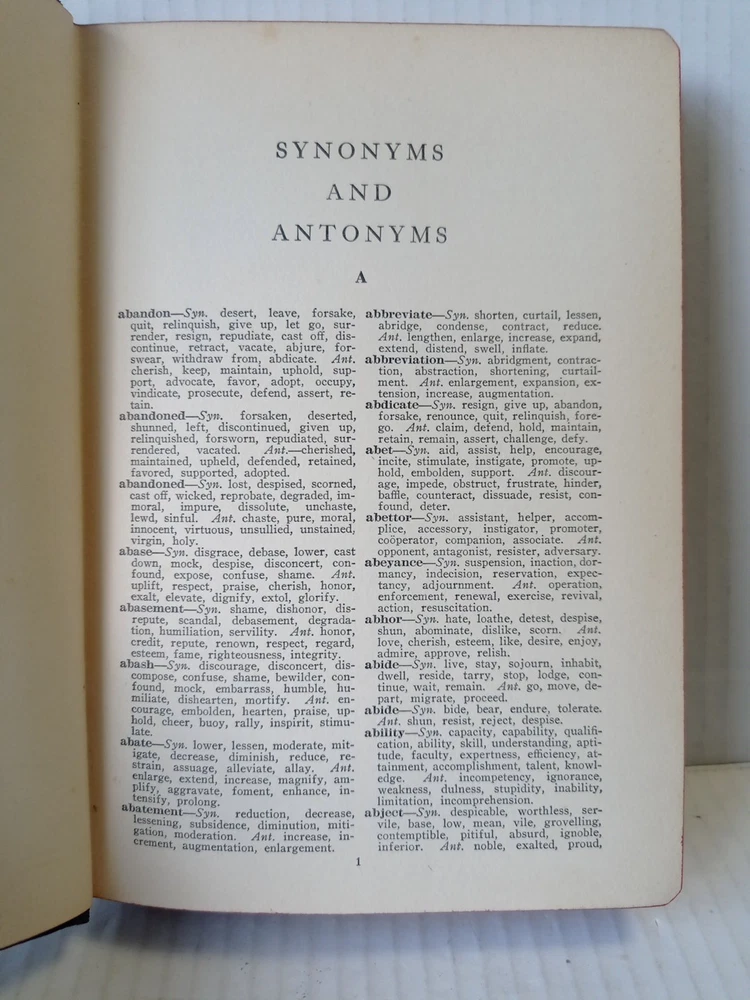 SYNONYMS
AND
ANTONYMS
A
abandon—Syn. desert, leave, forsake,
quit, relinquish, give up, let go, sur-
render, resign, repudiate, cast off, dis-
continue, retract, vacate, abjure, for-
swear, withdraw from, abdicate. Ant.
cherish, keep, maintain, uphold, sup-
port, advocate, favor, adopt, occupy,
vindicate, prosecute, defend, assert, re-
tain.
abandoned—Syn. forsaken, deserted,
shunned, left, discontinued, given up,
relinquished, forsworn, repudiated, sur-
rendered, vacated. Ant.—cherished,
maintained, upheld, defended, retained,
favored, supported, adopted.
abandoned—Syn. lost, despised, scorned,
cast off, wicked, reprobate, degraded, im-
moral, impure, dissolute, unchaste,
lewd, sinful. Ant. chaste, pure, moral,
innocent, virtuous, unsullied, unstained,
virgin, holy.
abase—Syn. disgrace, debase, lower, cast
down, mock, despise, disconcert, con-
found, expose, confuse, shame. Ant.
uplift, respect, praise, cherish, honor,
exalt, elevate, dignify, extol, glorify.
abasement—Syn. shame, dishonor, dis-
repute, scandal, debasement, degrada-
tion, humiliation, servility. Ant. honor,
credit, repute, renown, respect, regard,
esteem, fame, righteousness, integrity.
abash—Syn. discourage, disconcert, dis-
compose, confuse, shame, bewilder, con-
found, mock, embarrass, humble, hu-
miliate, dishearten, mortify. Ant. en-
courage, embolden, hearten, praise, up-
hold, cheer, buoy, rally, inspirit, stimu-
late.
abate—Syn. lower, lessen, moderate, mit-
igate, decrease, diminish, reduce, re-
strain, assuage, alleviate, allay. Ant.
enlarge, extend, increase, magnify, am-
plify, aggravate, foment, enhance, in-
tensify, prolong.
abatement—Syn. reduction, decrease,
lessening, subsidence, diminution, miti-
gation, moderation. Ant. increase, in-
crement, augmentation, enlargement.
abbreviate—Syn. shorten, curtail, lessen,
abridge, condense, contract, reduce.
Ant. lengthen, enlarge, increase, expand,
extend, distend, swell, inflate.
abbreviation—Syn. abridgment, contrac-
tion, abstraction, shortening, curtail-
ment. Ant. enlargement, expansion, ex-
tension, increase, augmentation.
abdicate—Syn. resign, give up, abandon,
forsake, renounce, quit, relinquish, fore-
go. Ant. claim, defend, hold, maintain,
retain, remain, assert, challenge, defy.
abet—Syn. aid, assist, help, encourage,
incite, stimulate, instigate, promote, up-
hold, embolden, support. Ant. discour-
age, impede, obstruct, frustrate, hinder,
baffle, counteract, dissuade, resist, con-
found, deter.
abettor—Syn. assistant, helper, accom-
plice, accessory, instigator, promoter,
coöperator, companion, associate. Ant.
opponent, antagonist, resister, adversary.
abeyance—Syn. suspension, inaction, dor-
mancy, indecision, reservation, expec-
tancy, adjournment. Ant. operation,
enforcement, renewal, exercise, revival,
action, resuscitation.
abhor—Syn. hate, loathe, detest, despise,
shun, abominate, dislike, scorn. Ant.
love, cherish, esteem, like, desire, enjoy,
admire, approve, relish.
abide—Syn. live, stay, sojourn, inhabit,
dwell, reside, tarry, stop, lodge, con-
tinue, wait, remain. Ant. go, move, de-
part, migrate, proceed.
abide—Syn. bide, bear, endure, tolerate.
Ant. shun, resist, reject, despise.
ability—Syn. capacity, capability, qualifi-
cation, ability, skill, understanding, apti-
tude, faculty, expertness, efficiency, at-
tainment, accomplishment, talent, knowl-
edge. Ant. incompetency, ignorance,
weakness, dulness, stupidity, inability,
limitation, incomprehension.
abject—Syn. despicable, worthless, ser-
vile, base, low, mean, vile, grovelling,
contemptible, pitiful, absurd, ignoble,
inferior. Ant. noble, exalted, proud,
1